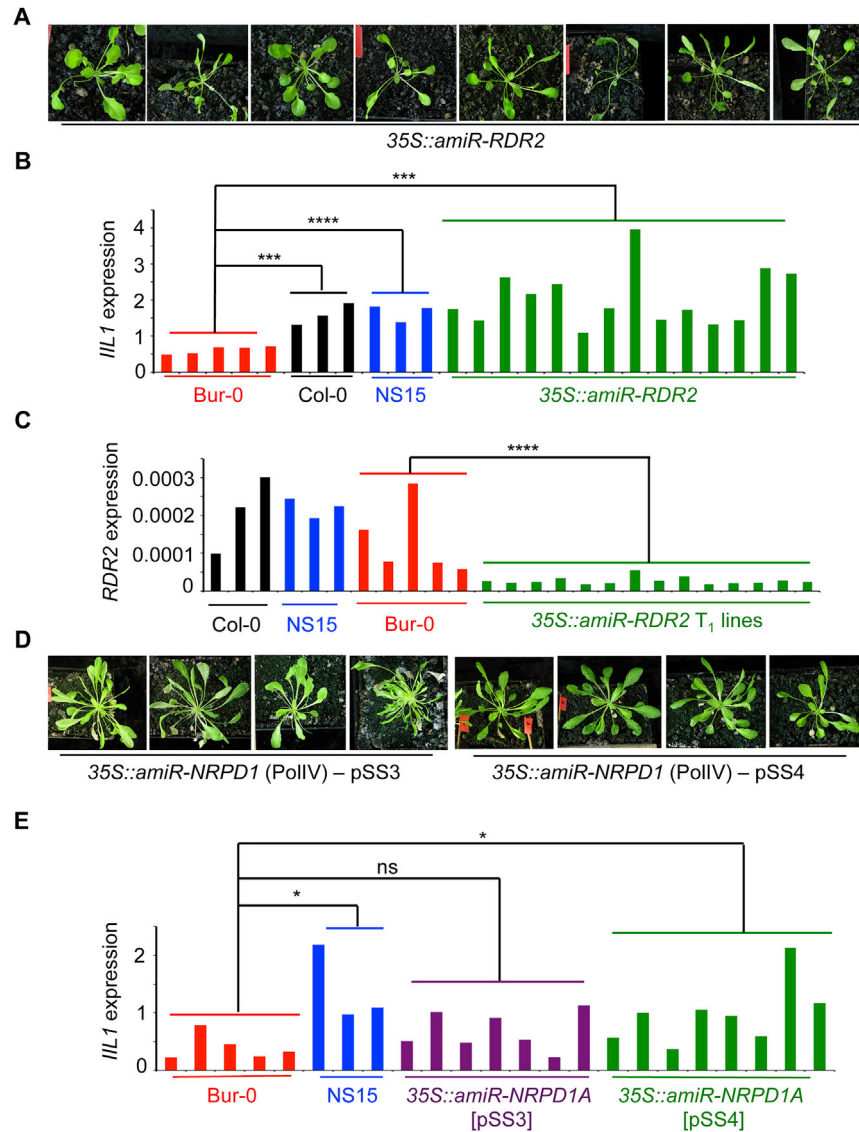 A
35S::amiR-RDR2
B
***
****
***
IIL1 expression
4
3
2
1
0
Bur-0
Col-0
NS15
35S::amiR-RDR2
C
****
RDR2 expression
0.0003
0.0002
0.0001
0
Col-0
NS15
Bur-0
35S::amiR-RDR2 T1 lines
D
35S::amiR-NRPD1 (PolIV) – pSS3
35S::amiR-NRPD1 (PolIV) – pSS4
E
*
ns
*
IIL1 expression
2
1
0
Bur-0
NS15
35S::amiR-NRPD1A
[pSS3]
35S::amiR-NRPD1A
[pSS4]